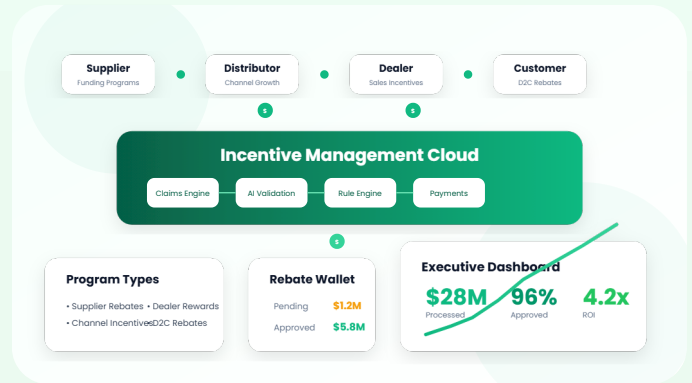 Supplier
Funding Programs
Distributor
Channel Growth
Dealer
Sales Incentives
Customer
D2C Rebates
$
$
Incentive Management Cloud
Claims Engine
AI Validation
Rule Engine
Payments
$
Program Types
• Supplier Rebates • Dealer Rewards
• Channel Incentives • D2C Rebates
Rebate Wallet
Pending $1.2M
Approved $5.8M
Executive Dashboard
$28M 96% 4.2x
Processed Approved ROI